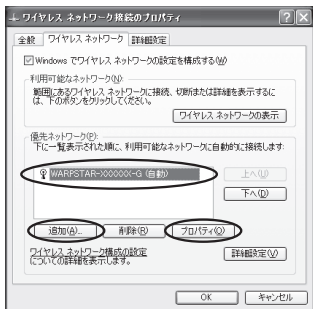 ワイヤレス ネットワーク接続のプロパティ
全般 ワイヤレス ネットワーク 詳細設定
Windows でワイヤレス ネットワークの設定を構成する(W)
利用可能なネットワーク(N):
範囲にあるワイヤレス ネットワークに接続、切断または詳細を表示するには、下のボタンをクリックしてください。
ワイヤレス ネットワークの表示
優先ネットワーク(P):
下に一覧表示された順に、利用可能なネットワークに自動的に接続します:
WARPSTAR-XXXXXX-G (自動)
上へ(U)
下へ(D)
追加(A)... 削除(R) プロパティ(O)
ワイヤレス ネットワーク構成の設定
についての詳細を表示します。
詳細設定(V)
OK キャンセル